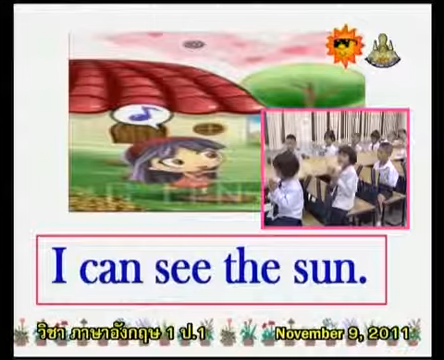 I can see the sun.
วิชา ภาษาอังกฤษ 1 ป.1
November 9, 2011